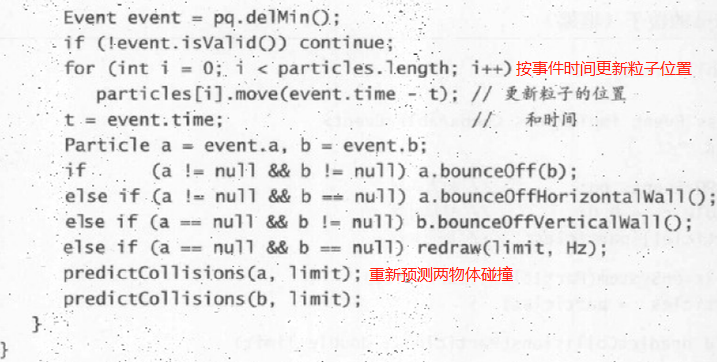 Event event = pq.delMin();
if (!event.isValid()) continue;
for (int i = 0; i < particles.length; i++)按事件时间更新粒子位置
particles[i].move(event.time - t); // 更新粒子的位置
t = event.time; // 和时间
Particle a = event.a, b = event.b;
if (a != null && b != null) a.bounceOff(b);
else if (a != null && b == null) a.bounceOffHorizontalWall();
else if (a == null && b != null) b.bounceOffVerticalWall();
else if (a == null && b == null) redraw(limit, Hz);
predictCollisions(a, limit); 重新预测两物体碰撞
predictCollisions(b, limit);
}
}